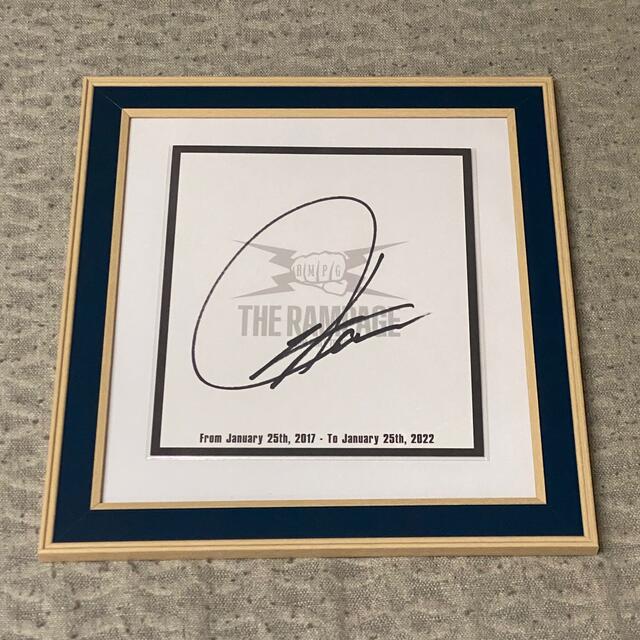 RMPG
THE RAMPAGE
From January 25th, 2017 - To January 25th, 2022